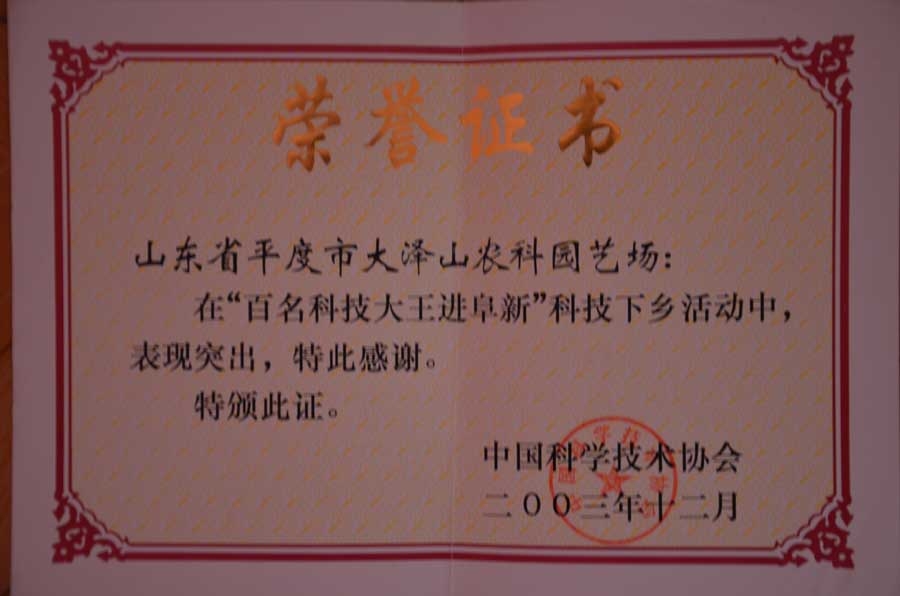 荣誉证书
山东省平度市大泽山农科园艺场：
在“百名科技大王进阜新”科技下乡活动中，
表现突出，特此感谢。
特颁此证。
中国科学技术协会
二〇〇三年十二月